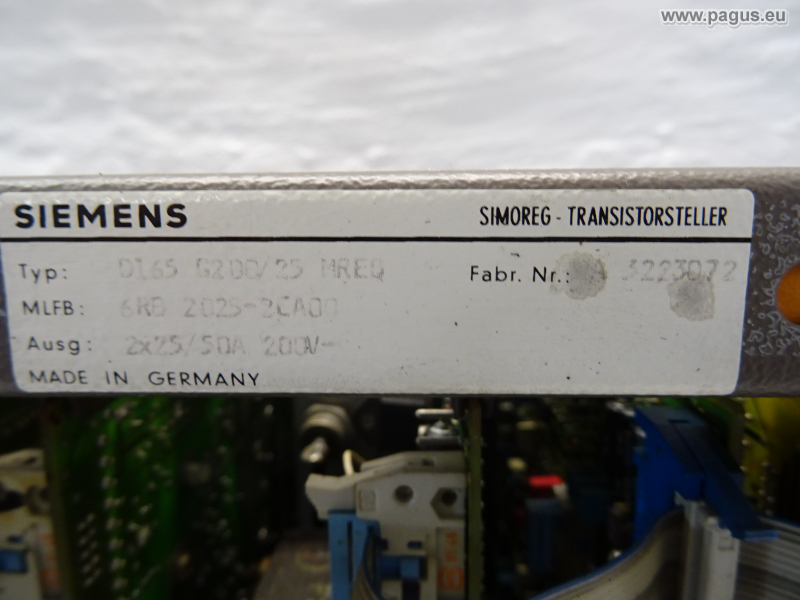 www.pagus.eu
SIEMENS SIMOREG - TRANSISTORSTELLER
Typ: D165 G200/25 MREQ Fabr. Nr.: 3223072
MLFB: 6RB 2025-2CA00
Ausg: 2x25/50A 200V-
MADE IN GERMANY